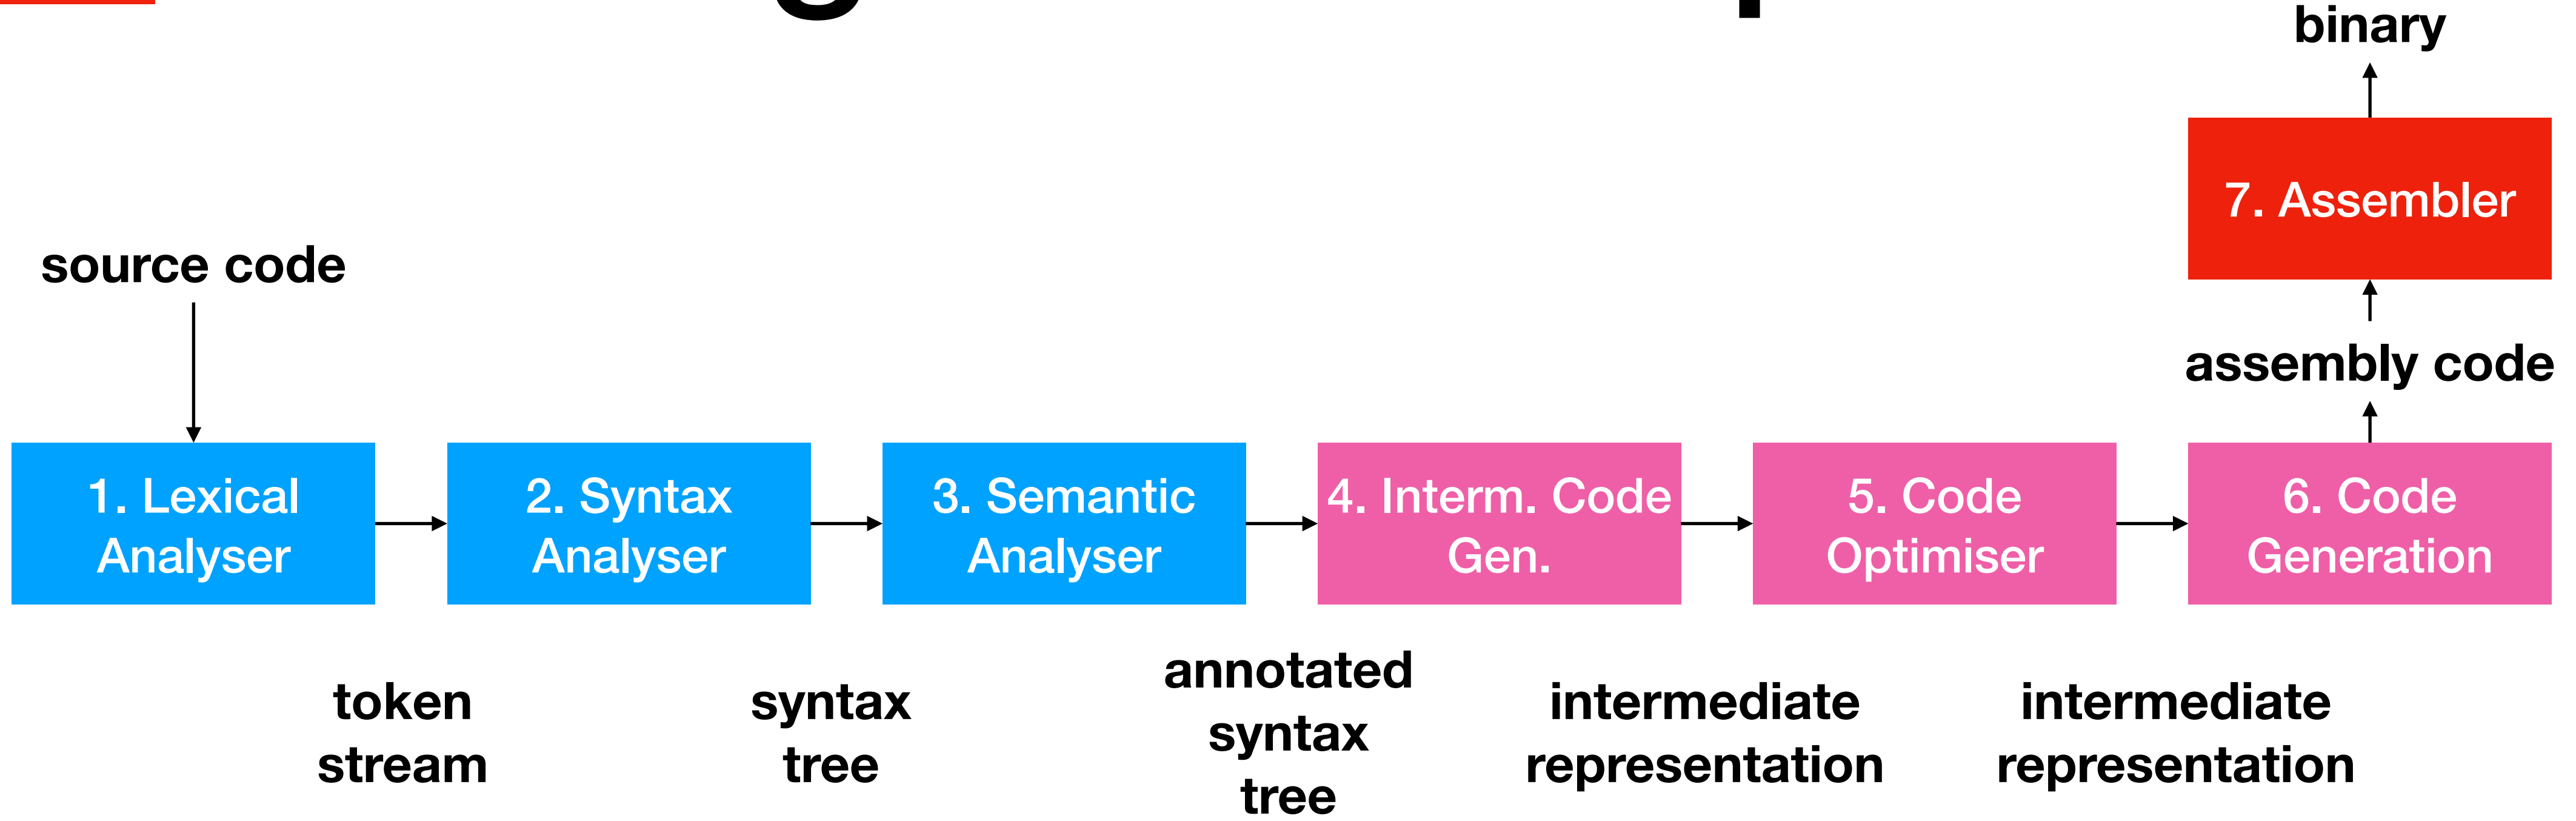 binary
7. Assembler
source code
assembly code
1. Lexical
Analyser
2. Syntax
Analyser
3. Semantic
Analyser
4. Interm. Code
Gen.
5. Code
Optimiser
6. Code
Generation
token
stream
syntax
tree
annotated
syntax
tree
intermediate
representation
intermediate
representation